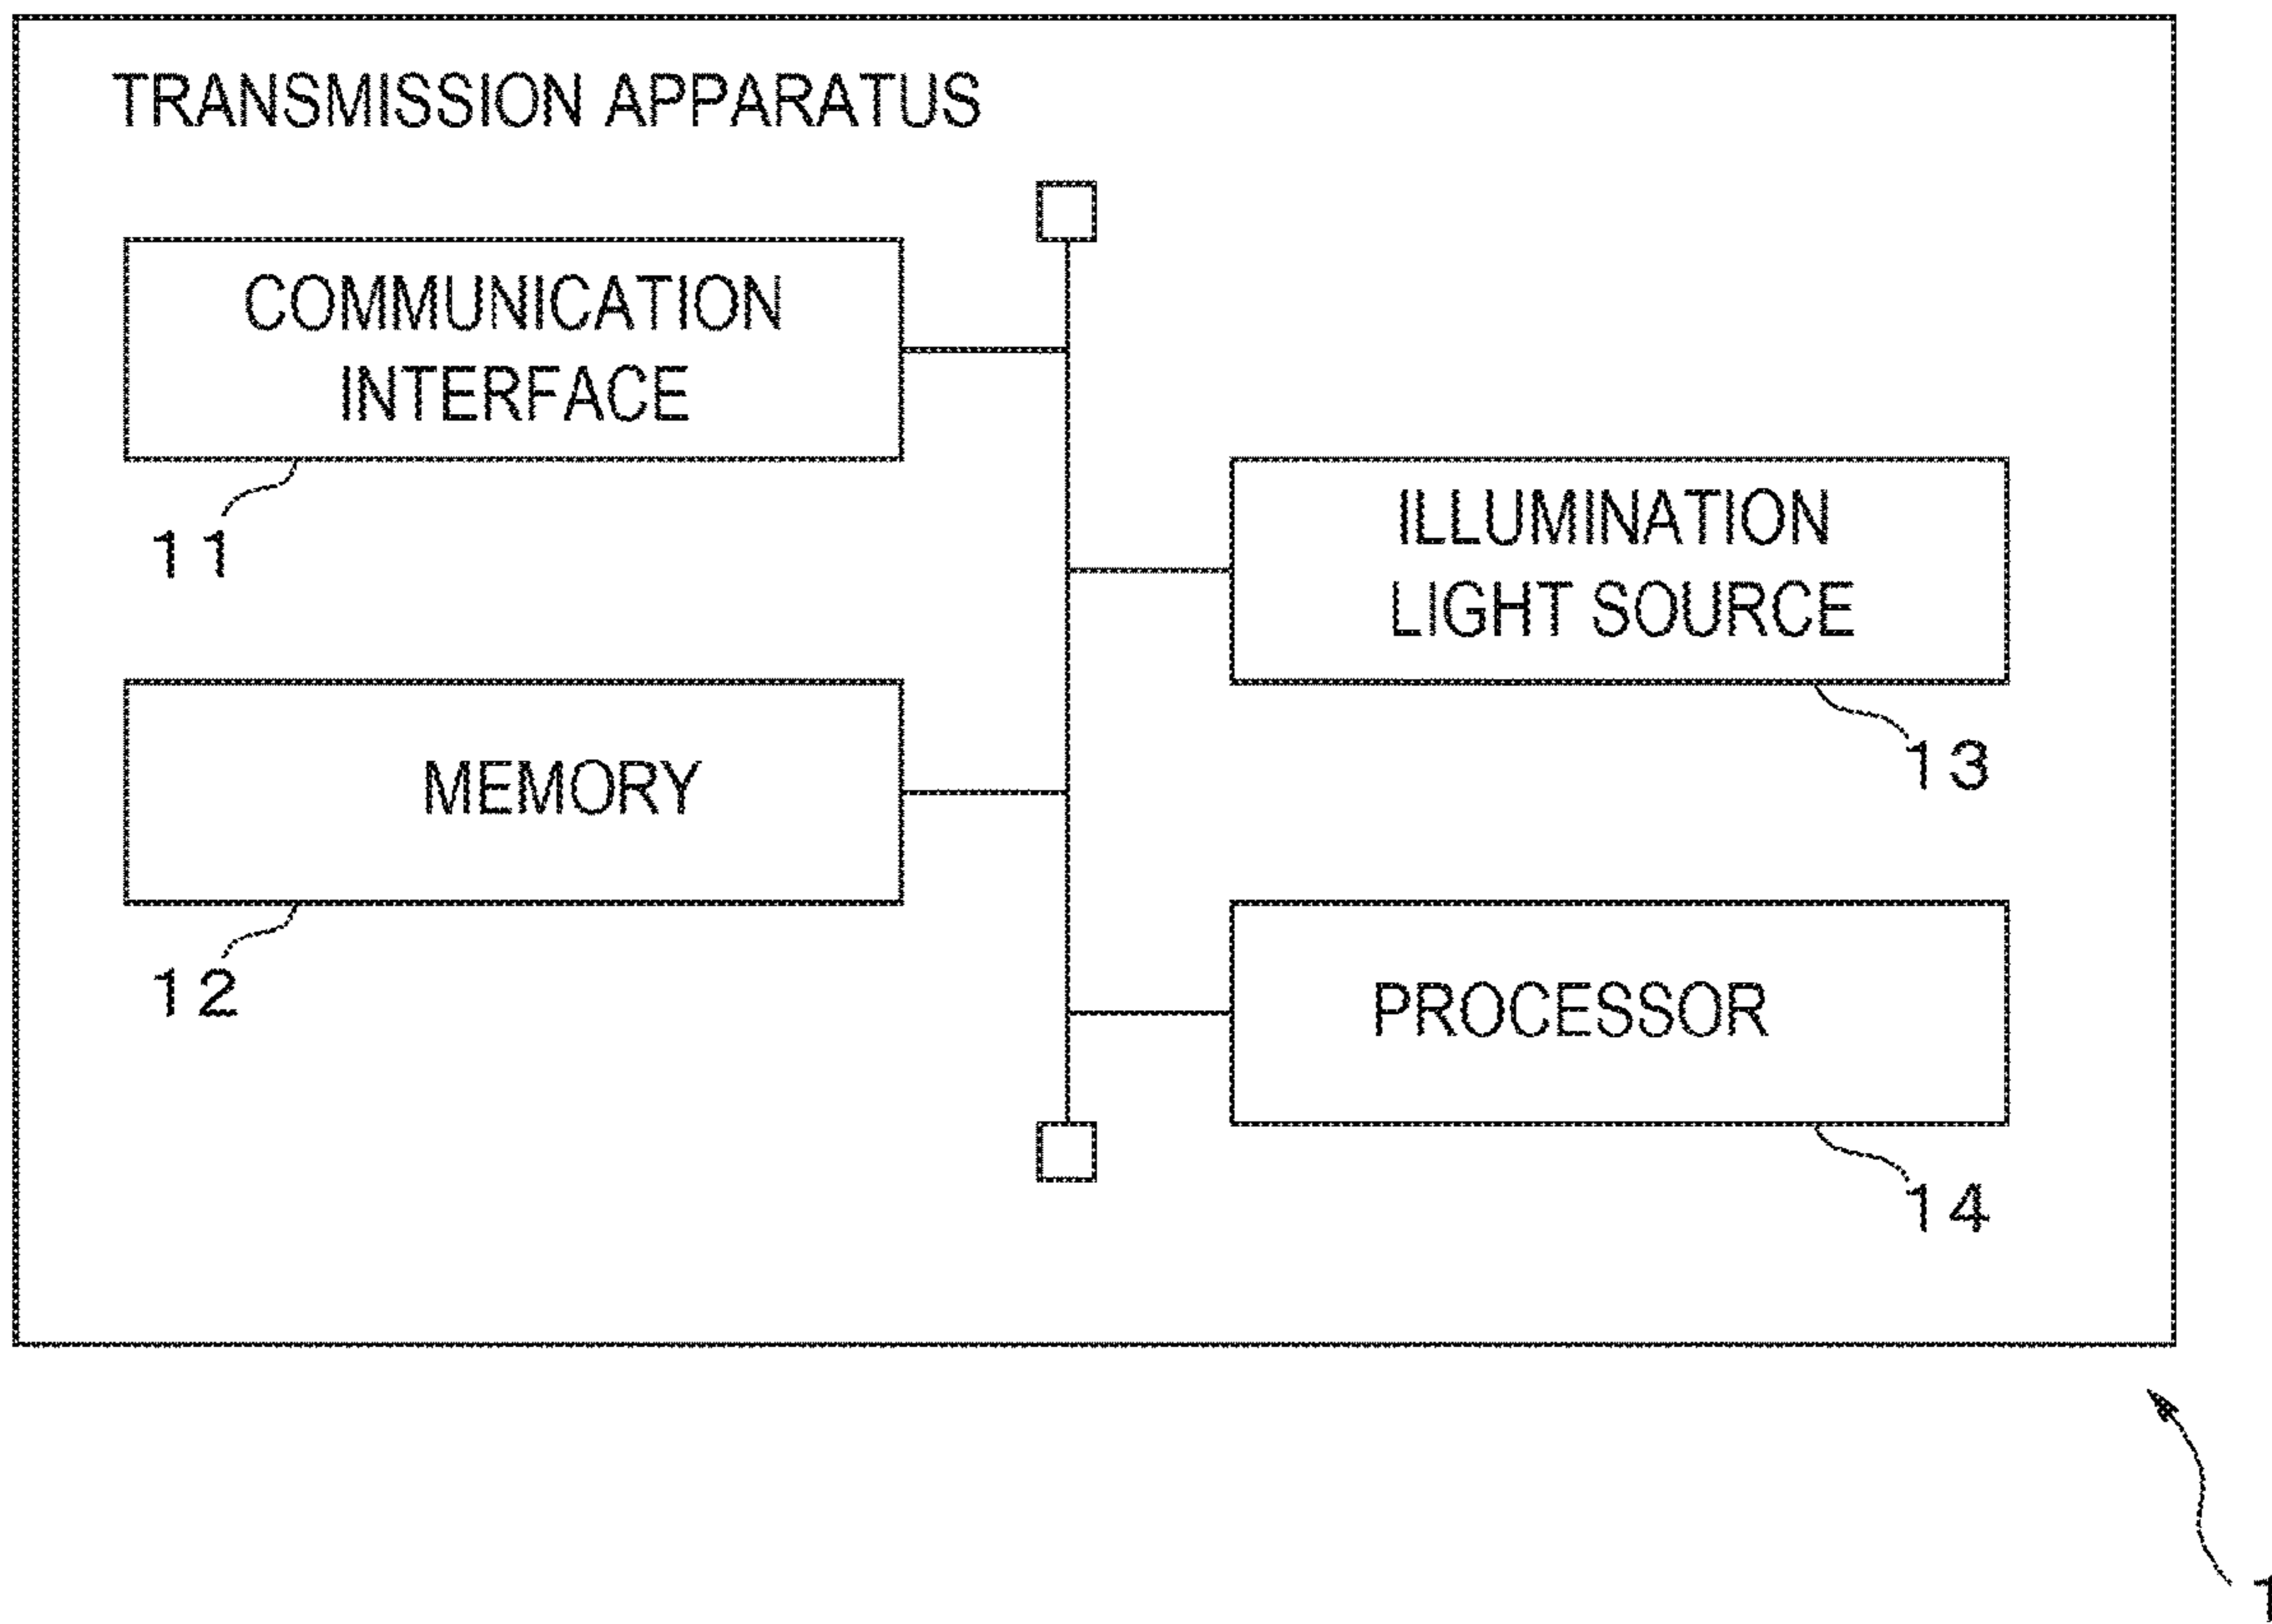 TRANSMISSION APPARATUS
COMMUNICATION
INTERFACE
11
ILLUMINATION
LIGHT SOURCE
13
MEMORY
12
PROCESSOR
14
1